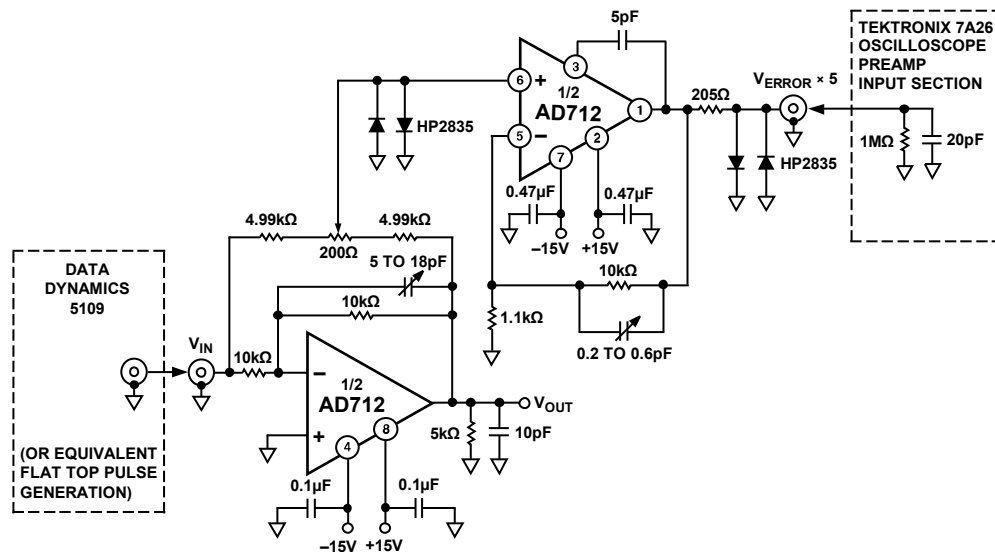 5pF
TEKTRONIX 7A26
OSCILLOSCOPE
PREAMP
INPUT SECTION
VERROR × 5
205Ω
1MΩ
20pF
HP2835
HP2835
3
6
+
1/2
AD712
1
5
−
2
7
0.47µF
0.47µF
–15V
+15V
4.99kΩ
4.99kΩ
200Ω
5 TO 18pF
10kΩ
10kΩ
1.1kΩ
0.2 TO 0.6pF
DATA
DYNAMICS
5109
VIN
10kΩ
−
1/2
AD712
+
4
8
VOUT
5kΩ
10pF
(OR EQUIVALENT
FLAT TOP PULSE
GENERATION)
0.1µF
0.1µF
–15V
+15V